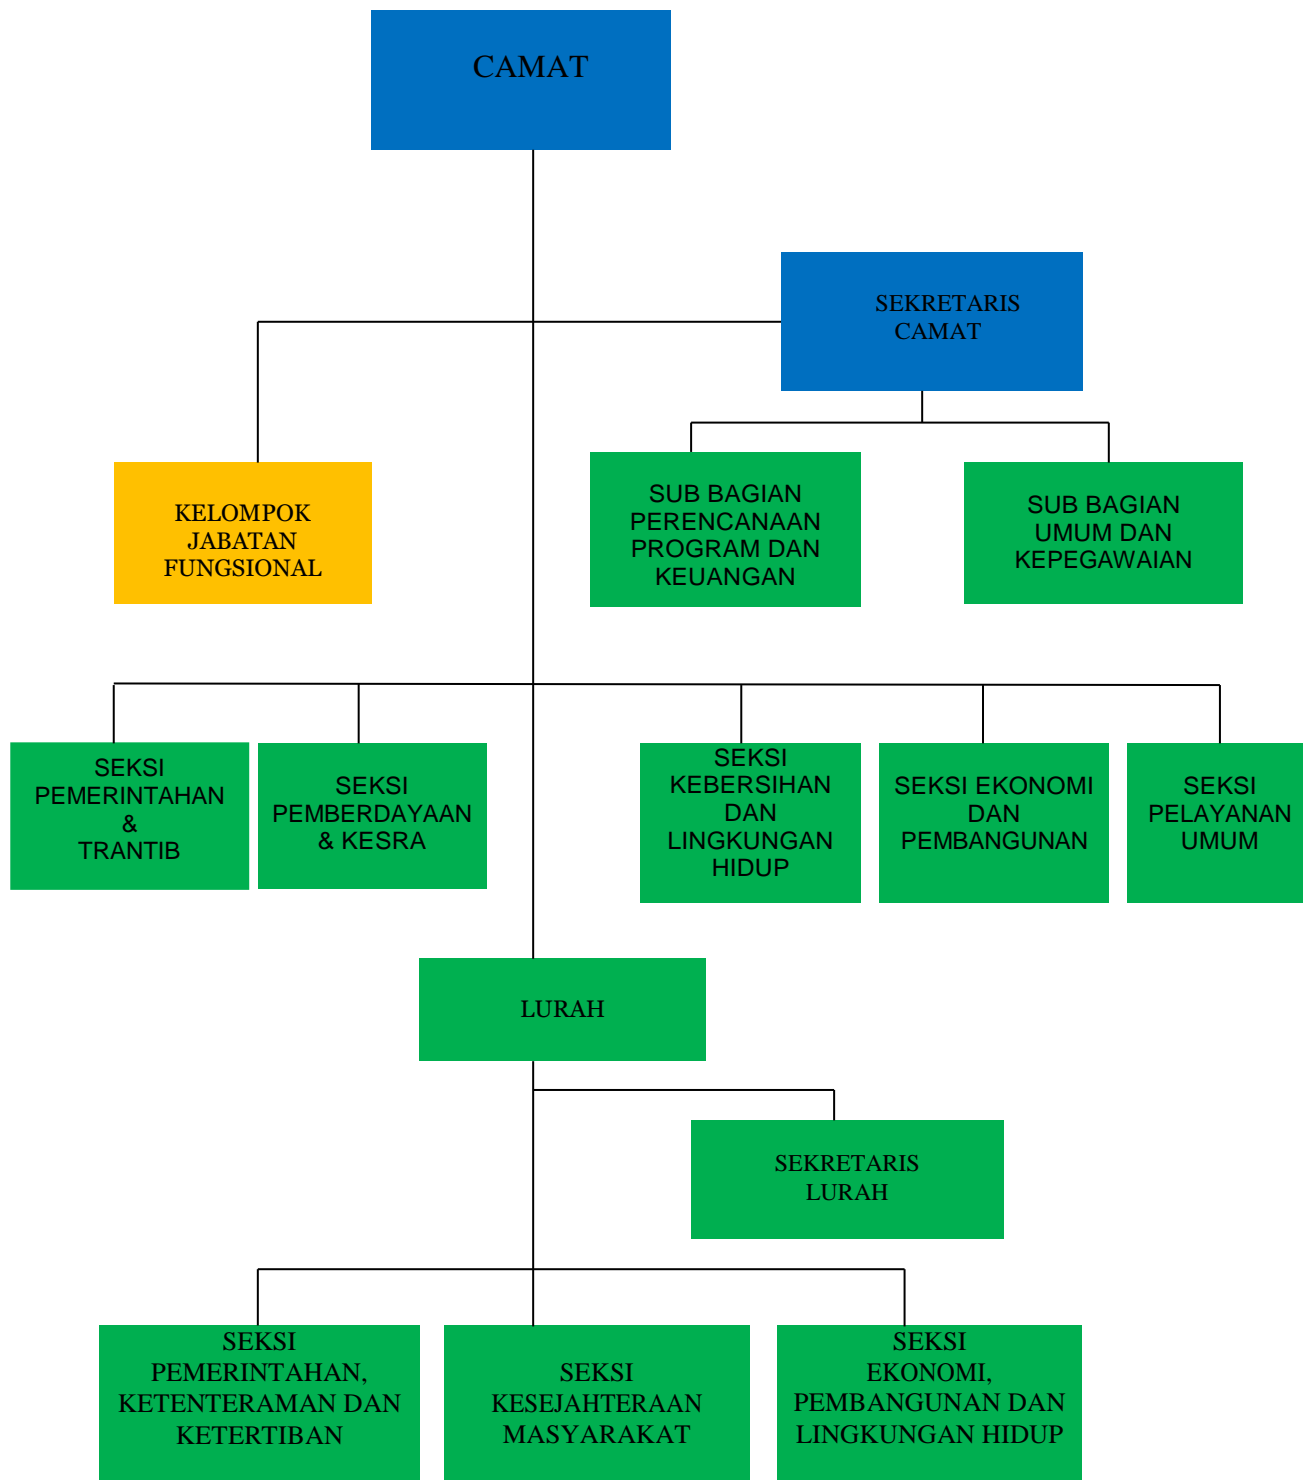 CAMAT
SEKRETARIS
CAMAT
KELOMPOK
JABATAN
FUNGSIONAL
SUB BAGIAN
PERENCANAAN
PROGRAM DAN
KEUANGAN
SUB BAGIAN
UMUM DAN
KEPEGAWAIAN
SEKSI
PEMERINTAHAN
&
TRANTIB
SEKSI
PEMBERDAYAAN
& KESRA
SEKSI
KEBERSIHAN
DAN
LINGKUNGAN
HIDUP
SEKSI EKONOMI
DAN
PEMBANGUNAN
SEKSI
PELAYANAN
UMUM
LURAH
SEKRETARIS
LURAH
SEKSI
PEMERINTAHAN,
KETENTERAMAN DAN
KETERTIBAN
SEKSI
KESEJAHTERAAN
MASYARAKAT
SEKSI
EKONOMI,
PEMBANGUNAN DAN
LINGKUNGAN HIDUP